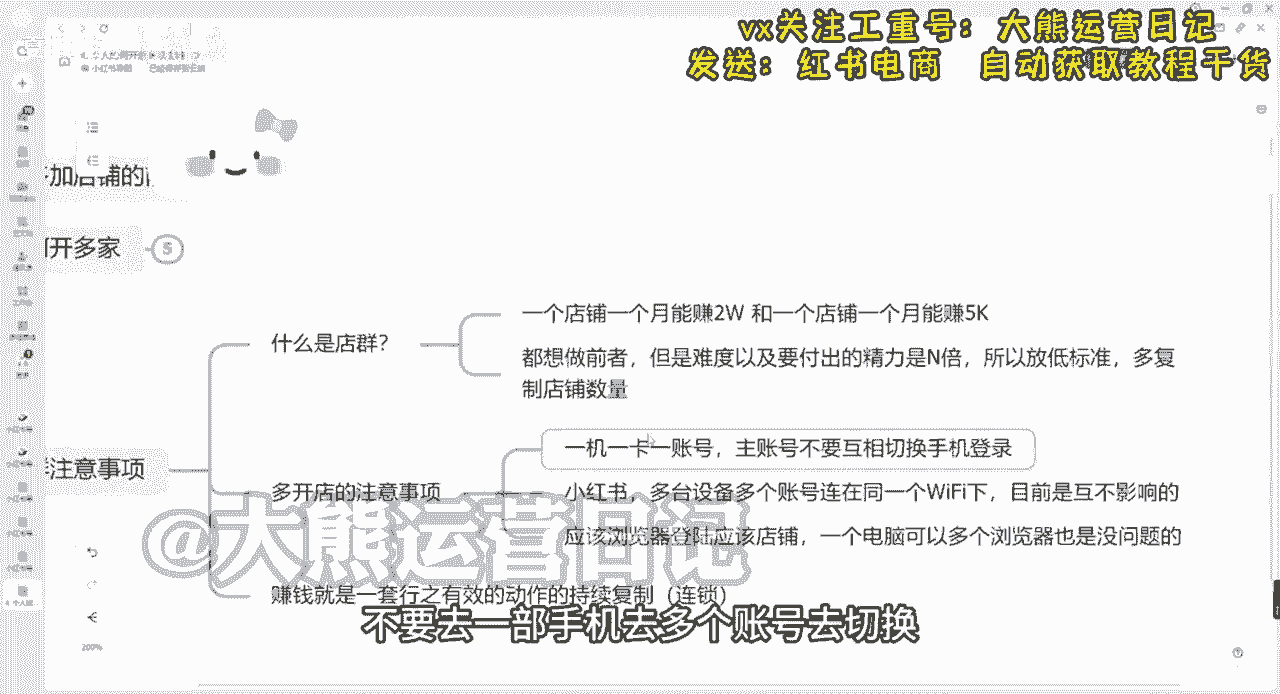 vx关注工重号：大熊运营日记
发送：红书电商 自动获取教程干货
加店铺的
开多家
5
什么是店群？
一个店铺一个月能赚2W 和一个店铺一个月能赚5K
都想做前者，但是难度以及要付出的精力是N倍，所以放低标准，多复
制店铺数量
注意事项
多开店的注意事项
一机一卡一账号，主账号不要互相切换手机登录
小红书，多台设备多个账号连在同一个WiFi下，目前是互不影响的
应该浏览器登陆应该店铺，一个电脑可以多个浏览器也是没问题的
赚钱就是一套行之有效的动作的持续复制（连锁）
@大熊运营日记
不要去一部手机去多个账号去切换
200%